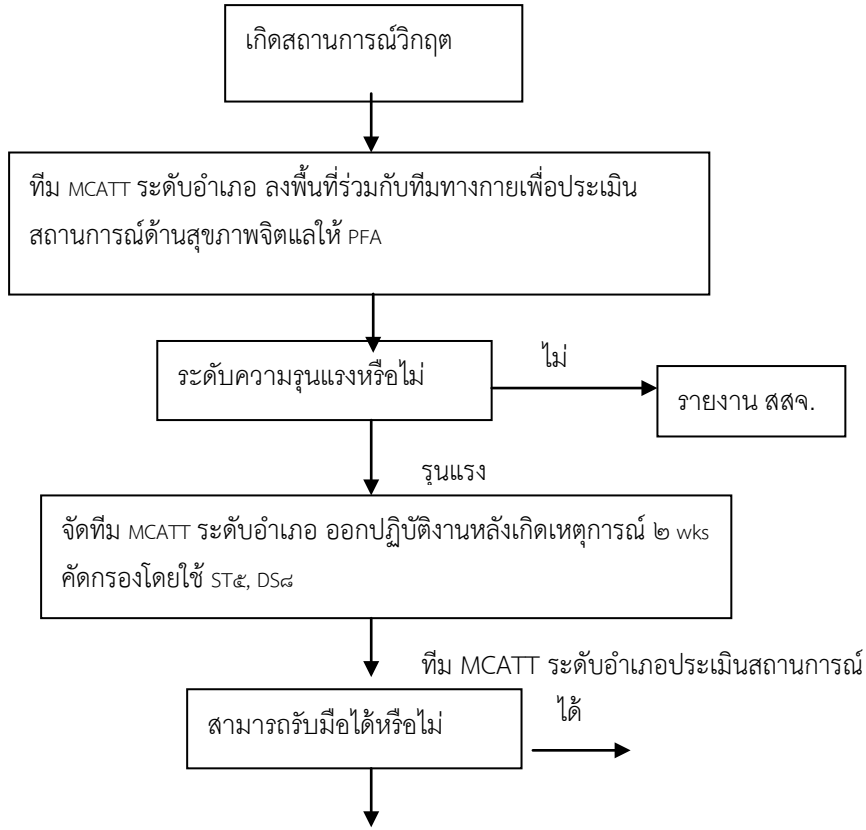 เกิดสถานการณ์วิกฤต
ทีม MCATT ระดับอำเภอ ลงพื้นที่ร่วมกับทีมทางกายเพื่อประเมิน
สถานการณ์ด้านสุขภาพจิตแลให้ PFA
ระดับความรุนแรงหรือไม่
ไม่
รายงาน สสจ.
รุนแรง
จัดทีม MCATT ระดับอำเภอ ออกปฏิบัติงานหลังเกิดเหตุการณ์ ๒ wks
คัดกรองโดยใช้ ST๕, DS๘
ทีม MCATT ระดับอำเภอประเมินสถานการณ์
สามารถรับมือได้หรือไม่
ได้